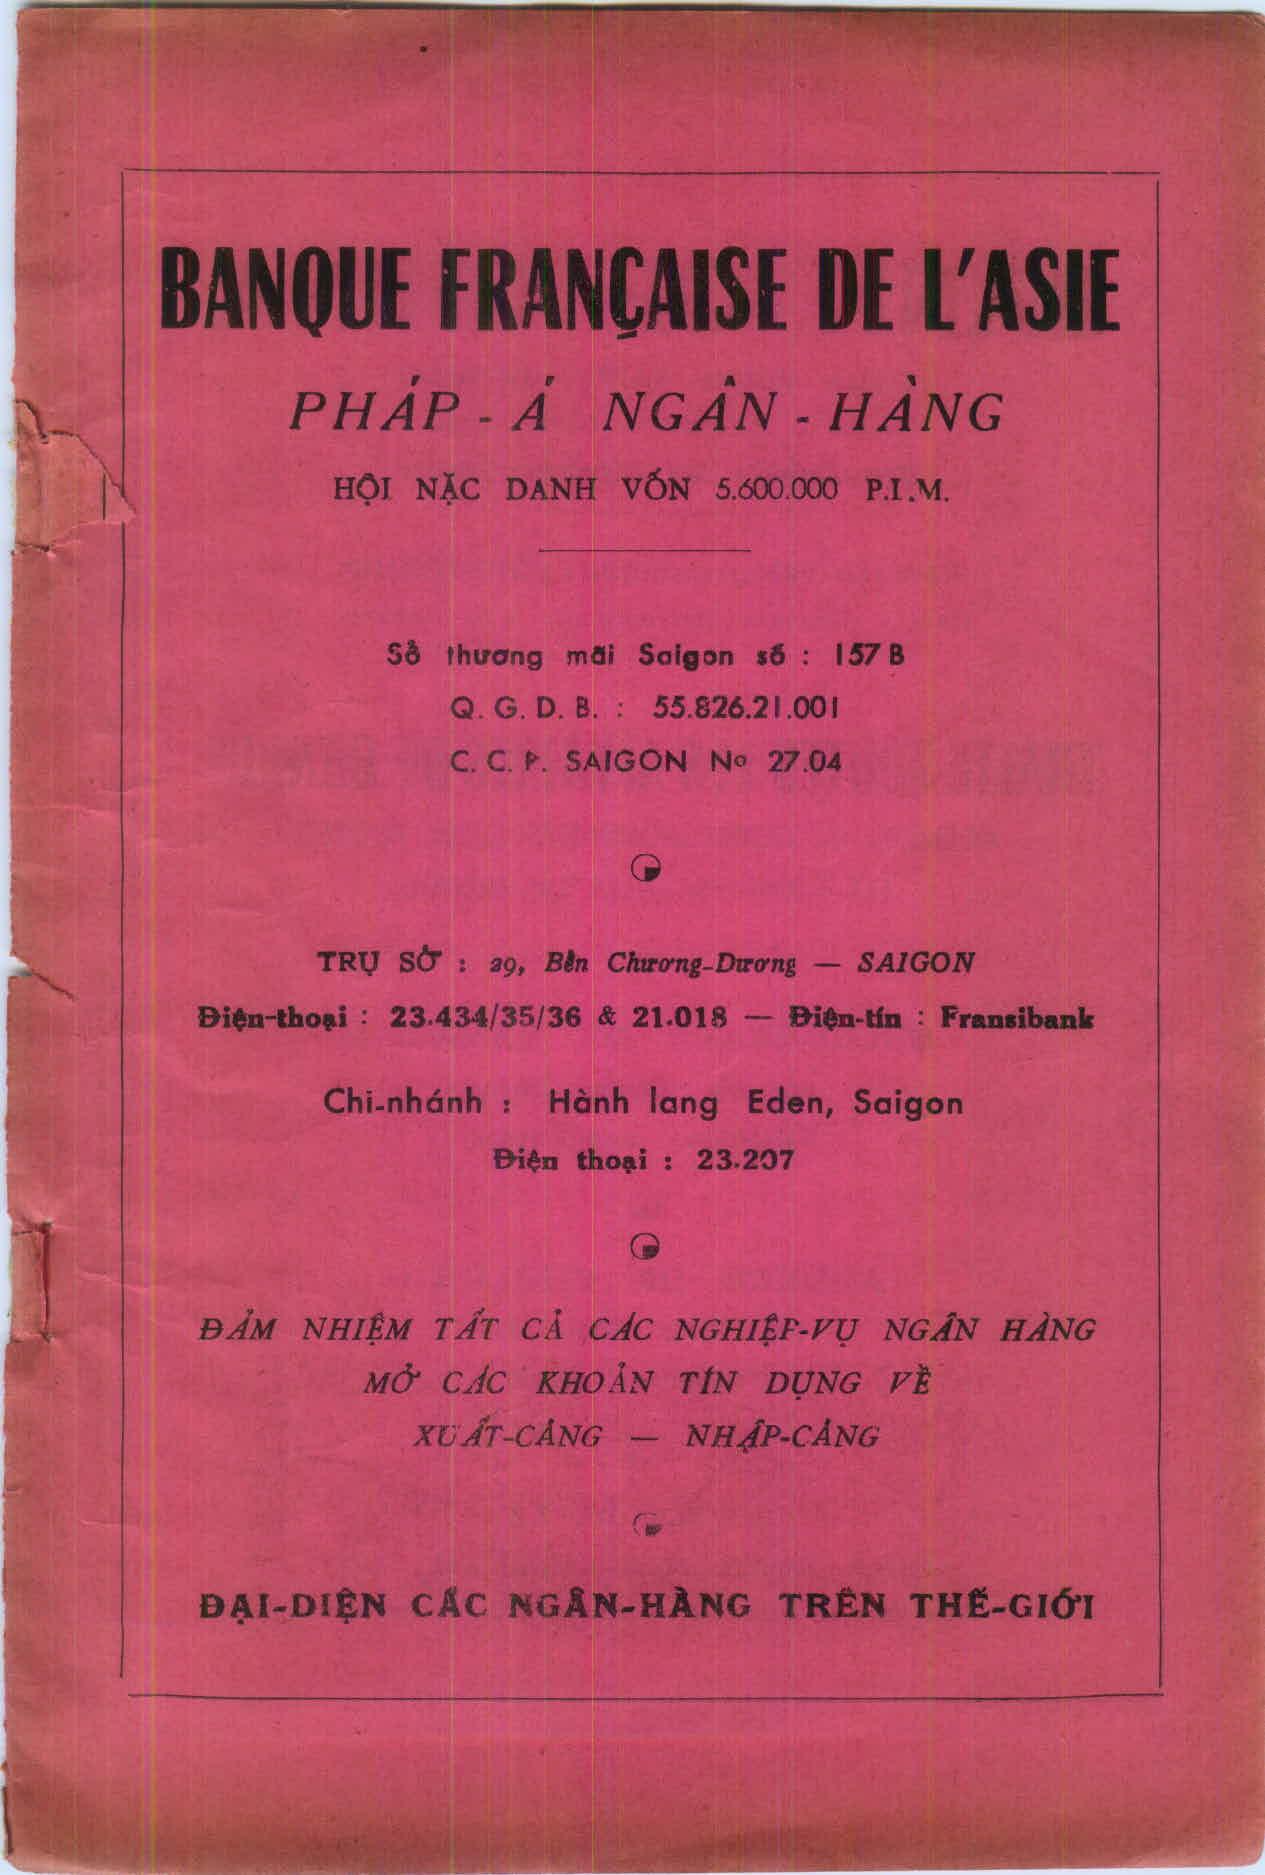 BANQUE FRANÇAISE DE L'ASIE
PHÁP - Á NGÂN - HÀNG
HỘI NẶC DANH VỐN 5.600.000 P.I.M.
Sổ thương mãi Saigon số : 157 B
Q. G. D. B. : 55.826.21.001
C. C. P. SAIGON Nº 27.04
TRỤ SỞ : 29, Bến Chương-Dương — SAIGON
Điện-thoại : 23.434/35/36 & 21.018 — Điện-tín : Fransibank
Chi-nhánh : Hành lang Eden, Saigon
Điện thoại : 23.207
ĐẢM NHIỆM TẤT CẢ CÁC NGHIỆP-VỤ NGÂN HÀNG
MỞ CÁC KHOẢN TÍN DỤNG VỀ
XUẤT-CẢNG — NHẬP-CẢNG
ĐẠI-DIỆN CÁC NGÂN-HÀNG TRÊN THẾ-GIỚI